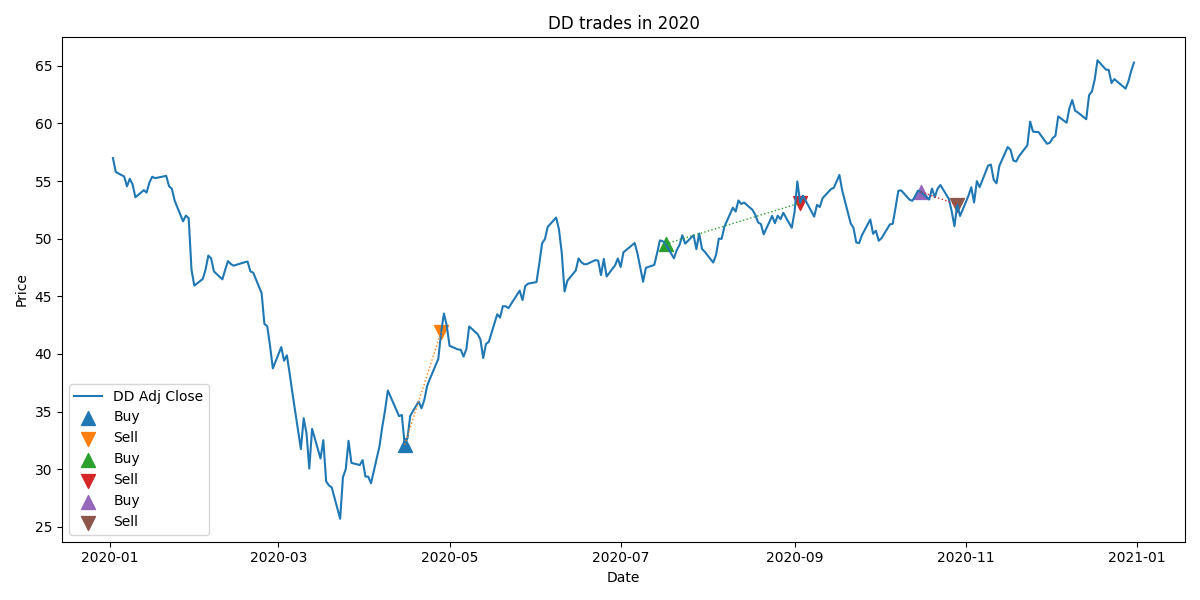 DD trades in 2020
Price
65
60
55
50
45
40
35
30
25
DD Adj Close
Buy
Sell
Buy
Sell
Buy
Sell
2020-01
2020-03
2020-05
2020-07
2020-09
2020-11
2021-01
Date